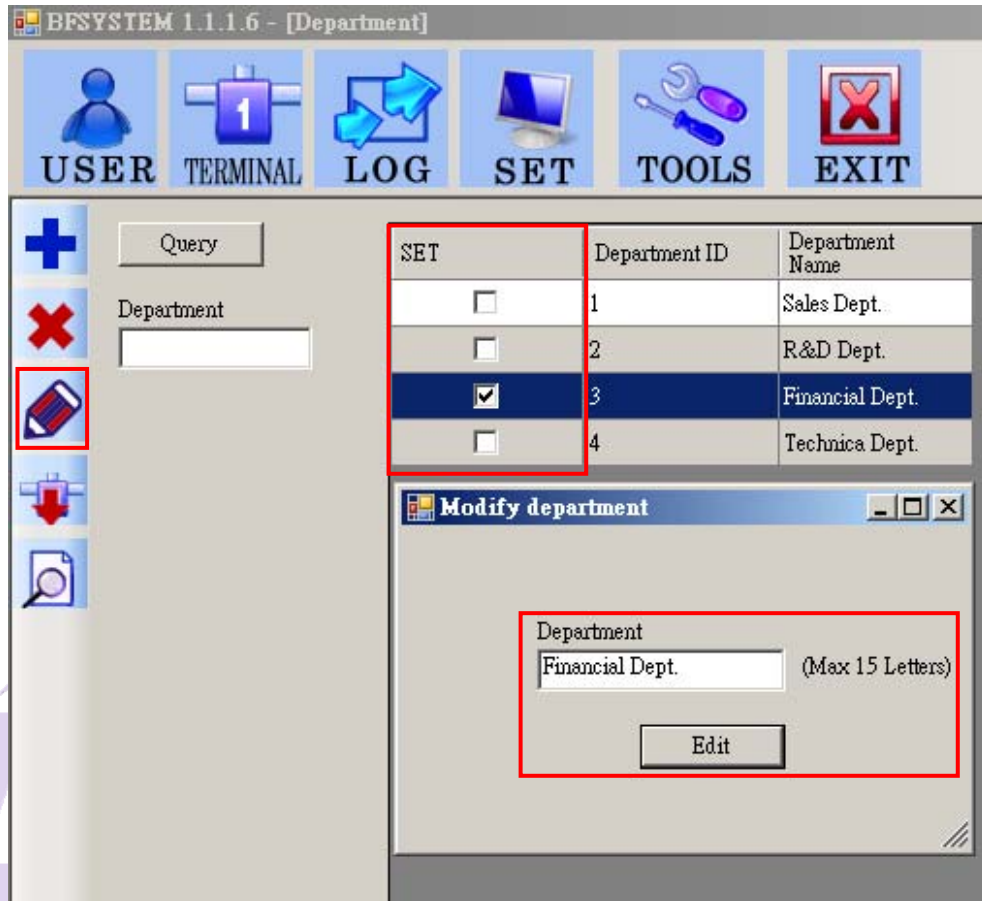 BFSYSTEM 1.1.1.6 - [Department]
USER TERMINAL LOG SET TOOLS EXIT
1
Query
Department
SET Department ID Department Name
1 Sales Dept.
2 R&D Dept.
3 Financial Dept.
4 Technica Dept.
Modify department
Department
Financial Dept. (Max 15 Letters)
Edit